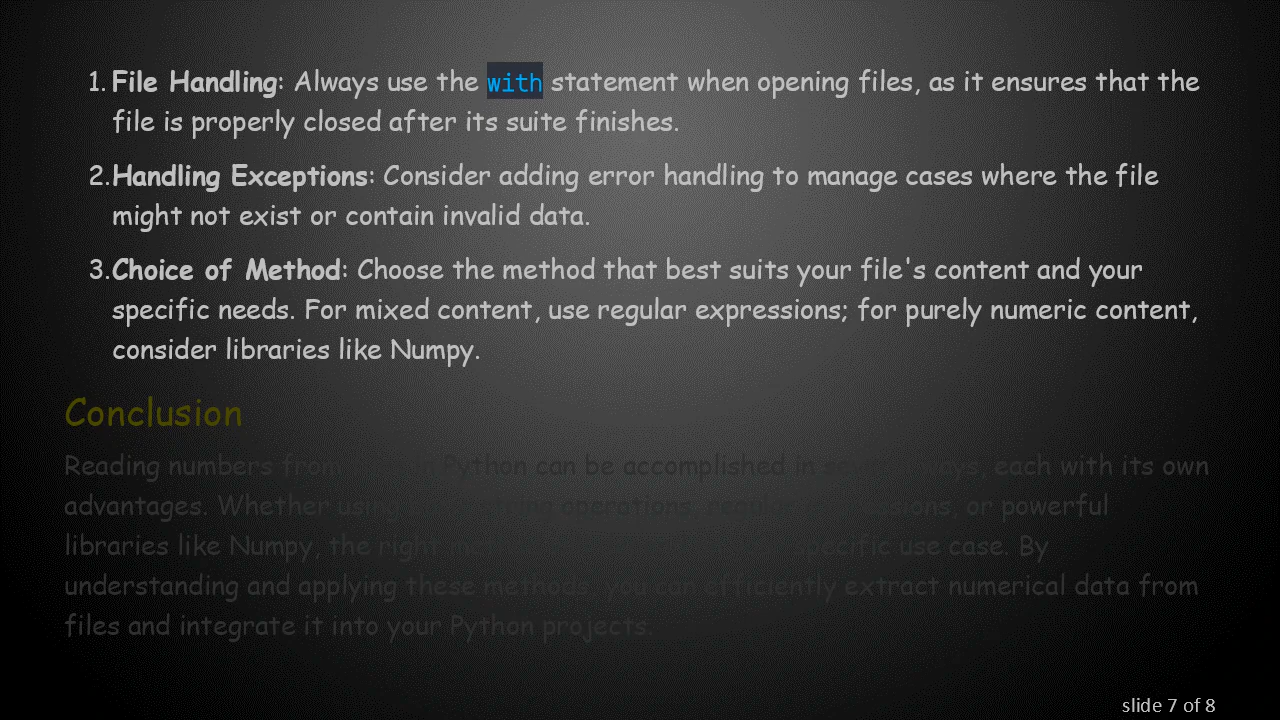 1. File Handling: Always use the with statement when opening files, as it ensures that the
file is properly closed after its suite finishes.
2. Handling Exceptions: Consider adding error handling to manage cases where the file
might not exist or contain invalid data.
3. Choice of Method: Choose the method that best suits your file's content and your
specific needs. For mixed content, use regular expressions; for purely numeric content,
consider libraries like Numpy.
Conclusion
Reading numbers from Python can be accomplished in each with its own
advantages. Whether using operations, or powerful
libraries like Numpy, the right specific use case. By
understanding and applying these methods, you can efficiently extract numerical data from
files and integrate it into your Python projects.
slide 7 of 8